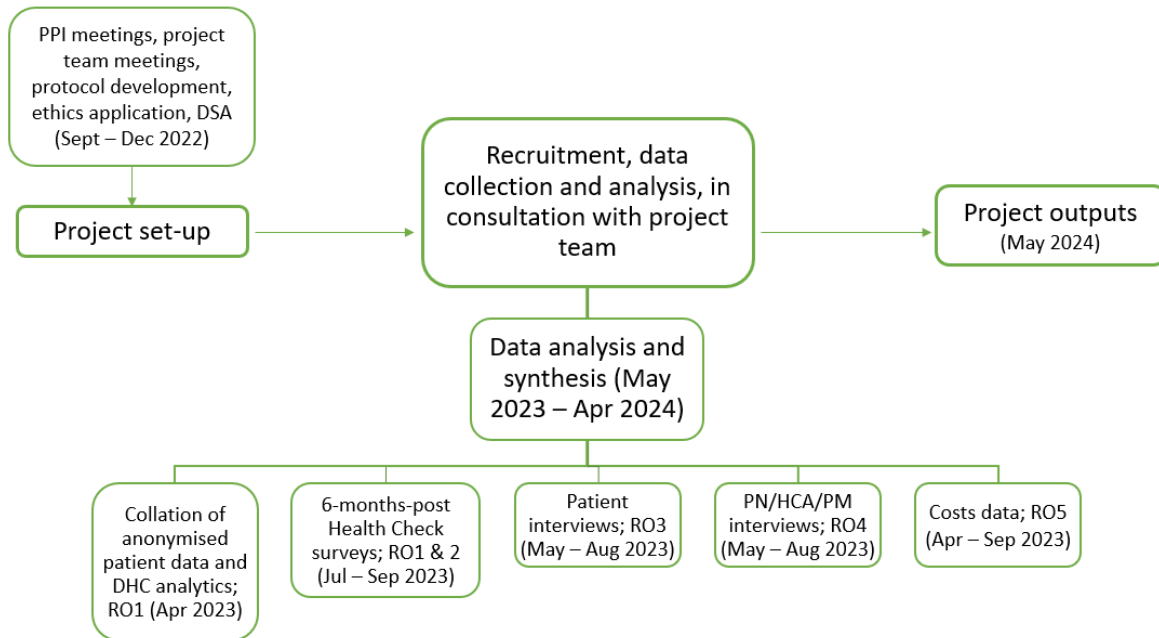 PPI meetings, project
team meetings,
protocol development,
ethics application, DSA
(Sept – Dec 2022)
Project set-up
Recruitment, data
collection and analysis, in
consultation with project
team
Project outputs
(May 2024)
Data analysis and
synthesis (May
2023 – Apr 2024)
Collation of
anonymised
patient data and
DHC analytics;
RO1 (Apr 2023)
6-months-post
Health Check
surveys; RO1 & 2
(Jul – Sep 2023)
Patient
interviews; RO3
(May – Aug 2023)
PN/HCA/PM
interviews; RO4
(May – Aug 2023)
Costs data; RO5
(Apr – Sep 2023)